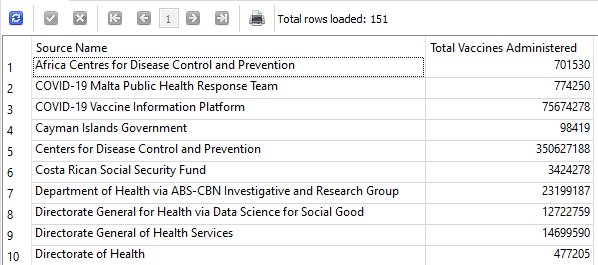 1 Total rows loaded: 151
Source Name Total Vaccines Administered
1 Africa Centres for Disease Control and Prevention 701530
2 COVID-19 Malta Public Health Response Team 774250
3 COVID-19 Vaccine Information Platform 75674278
4 Cayman Islands Government 98419
5 Centers for Disease Control and Prevention 350627188
6 Costa Rican Social Security Fund 3424278
7 Department of Health via ABS-CBN Investigative and Research Group 23199187
8 Directorate General for Health via Data Science for Social Good 12722759
9 Directorate General of Health Services 14699590
10 Directorate of Health 477205